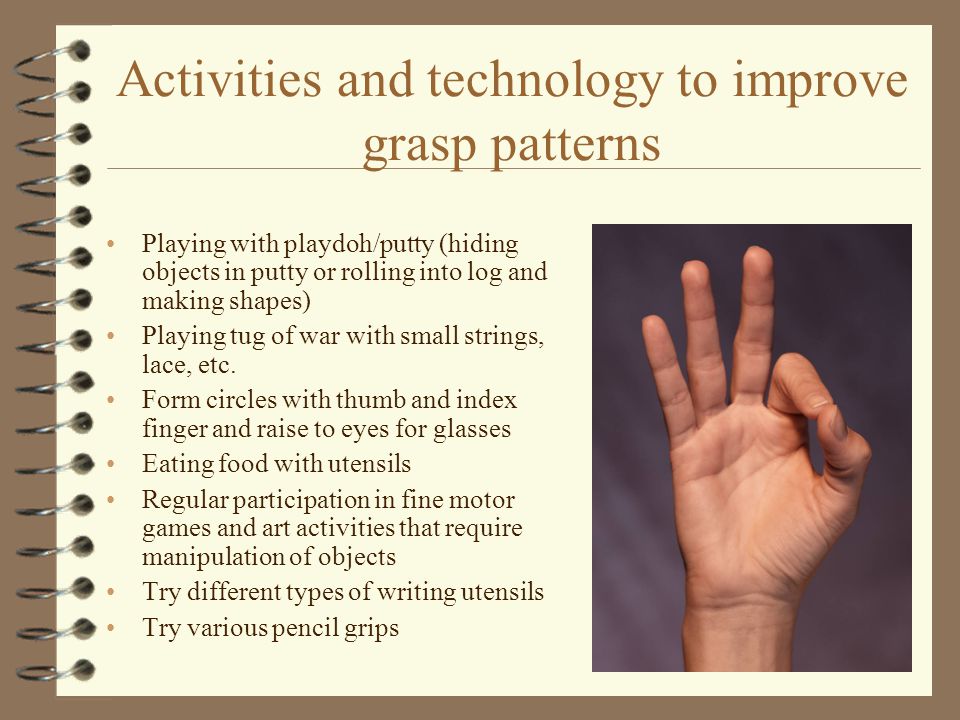 Activities and technology to improve
grasp patterns
• Playing with playdoh/putty (hiding
objects in putty or rolling into log and
making shapes)
• Playing tug of war with small strings,
lace, etc.
• Form circles with thumb and index
finger and raise to eyes for glasses
• Eating food with utensils
• Regular participation in fine motor
games and art activities that require
manipulation of objects
• Try different types of writing utensils
• Try various pencil grips